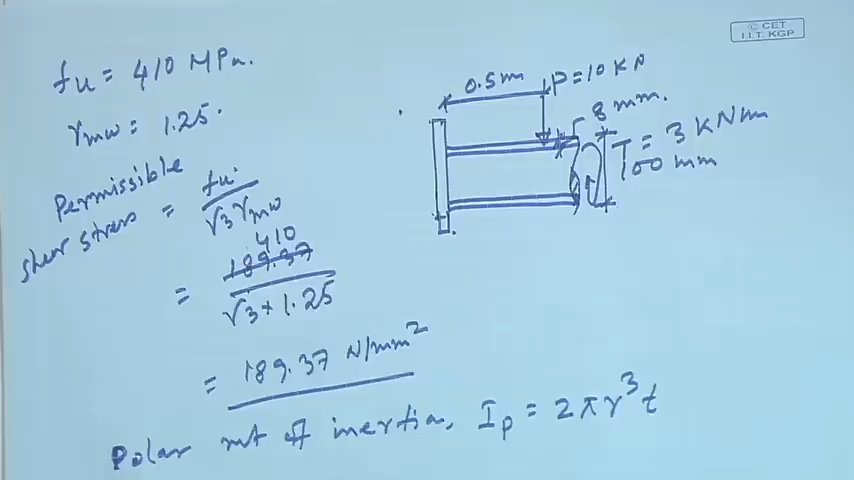 © CET
I.I.T. KGP
fu = 410 MPa.
γmw = 1.25.
Permissible
shear stress = fu / √3 γmw
= 410 / √3 * 1.25
= 189.37 N/mm²
Polar mt of inertia, Ip = 2πr³t
0.5m
P = 10 KN
8 mm.
T = 3 KNm
100 mm